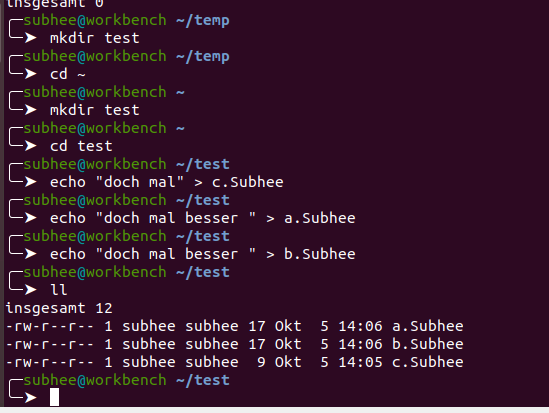 insgesamt 0
subhee@workbench ~/temp
➤ mkdir test
subhee@workbench ~/temp
➤ cd ~
subhee@workbench ~
➤ mkdir test
subhee@workbench ~
➤ cd test
subhee@workbench ~/test
➤ echo "doch mal" > c.Subhee
subhee@workbench ~/test
➤ echo "doch mal besser " > a.Subhee
subhee@workbench ~/test
➤ echo "doch mal besser " > b.Subhee
subhee@workbench ~/test
➤ ll
insgesamt 12
-rw-r--r-- 1 subhee subhee 17 Okt  5 14:06 a.Subhee
-rw-r--r-- 1 subhee subhee 17 Okt  5 14:06 b.Subhee
-rw-r--r-- 1 subhee subhee  9 Okt  5 14:05 c.Subhee
subhee@workbench ~/test
➤